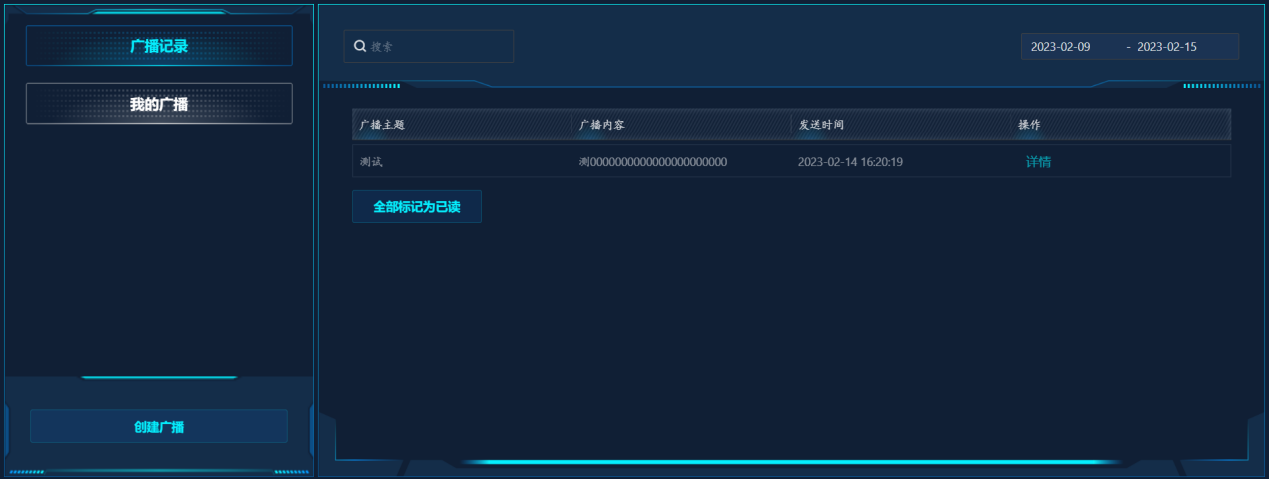 广播记录
我的广播
创建广播
搜索
2023-02-09 - 2023-02-15
广播主题 广播内容 发送时间 操作
测试 测0000000000000000000000 2023-02-14 16:20:19 详情
全部标记为已读